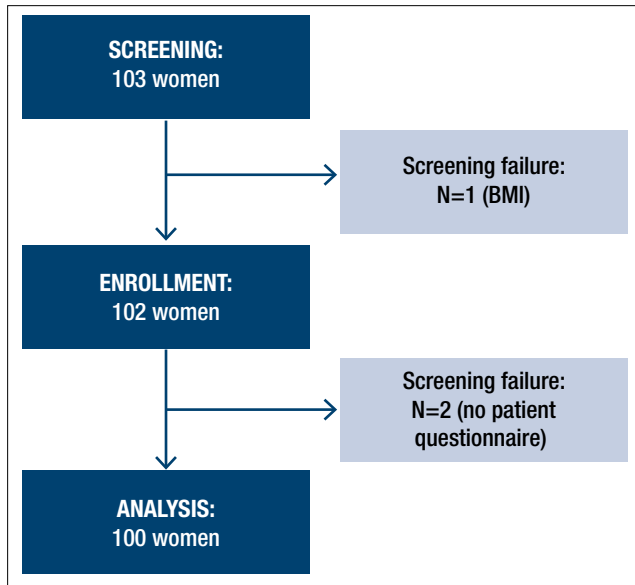 SCREENING:
103 women
Screening failure:
N=1 (BMI)
ENROLLMENT:
102 women
Screening failure:
N=2 (no patient
questionnaire)
ANALYSIS:
100 women